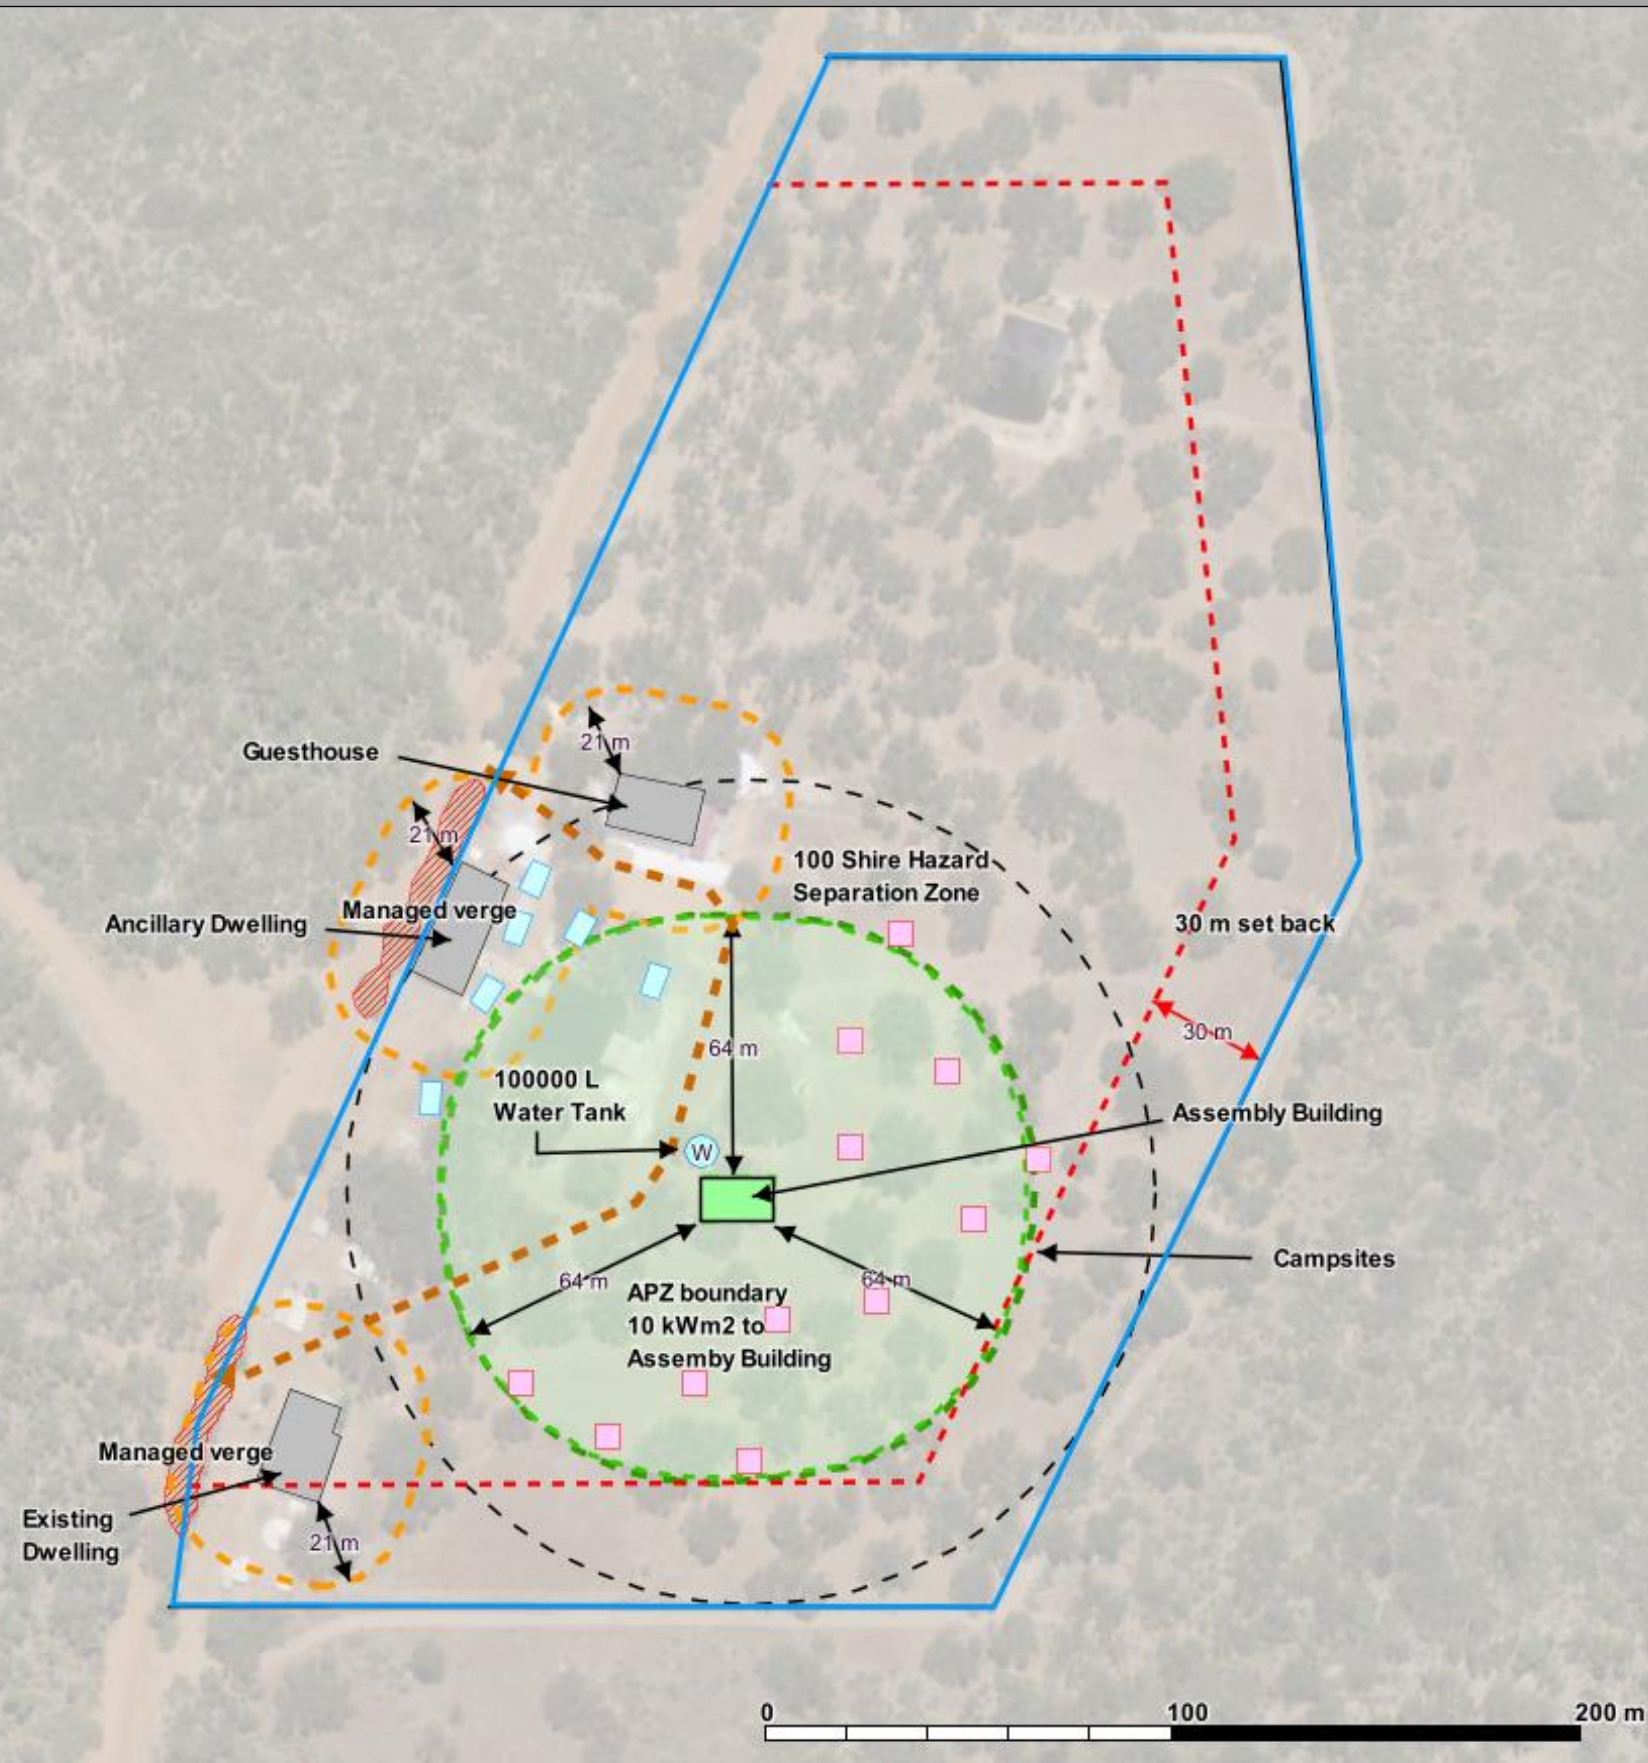 21 m
Guesthouse
21 m
100 Shire Hazard
Separation Zone
Managed verge
Ancillary Dwelling
30 m set back
30 m
64 m
100000 L
Water Tank
Assembly Building
W
Campsites
64 m
64 m
APZ boundary
10 kWm2 to
Assemby Building
Managed verge
Existing
Dwelling
21 m
0
100
200 m